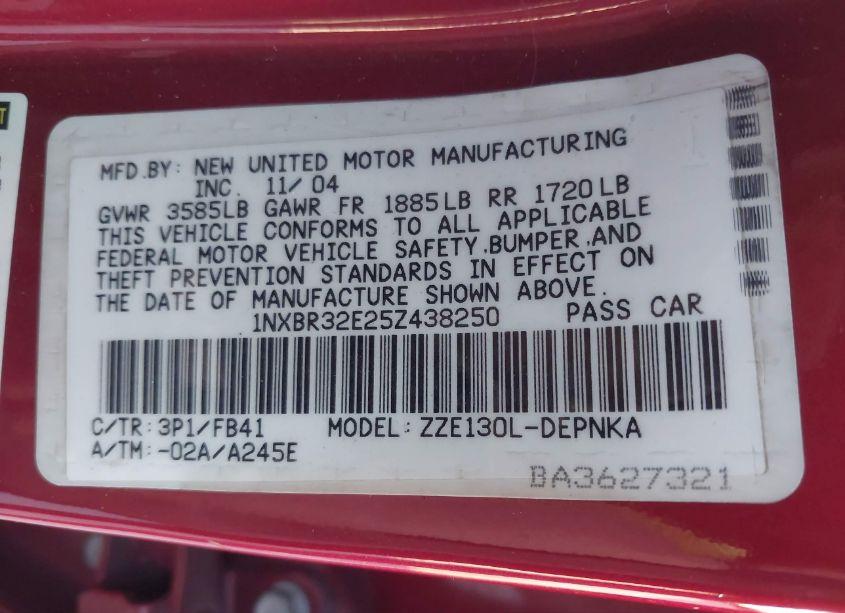 MFD.BY: NEW UNITED MOTOR MANUFACTURING
INC. 11/04
GVWR 3585LB GAWR FR 1885LB RR 1720LB
THIS VEHICLE CONFORMS TO ALL APPLICABLE
FEDERAL MOTOR VEHICLE SAFETY,BUMPER,AND
THEFT PREVENTION STANDARDS IN EFFECT ON
THE DATE OF MANUFACTURE SHOWN ABOVE.
1NXBR32E25Z438250 PASS CAR
C/TR:3P1/FB41 MODEL: ZZE130L-DEPNKA
A/TM:-02A/A245E
BA3627321